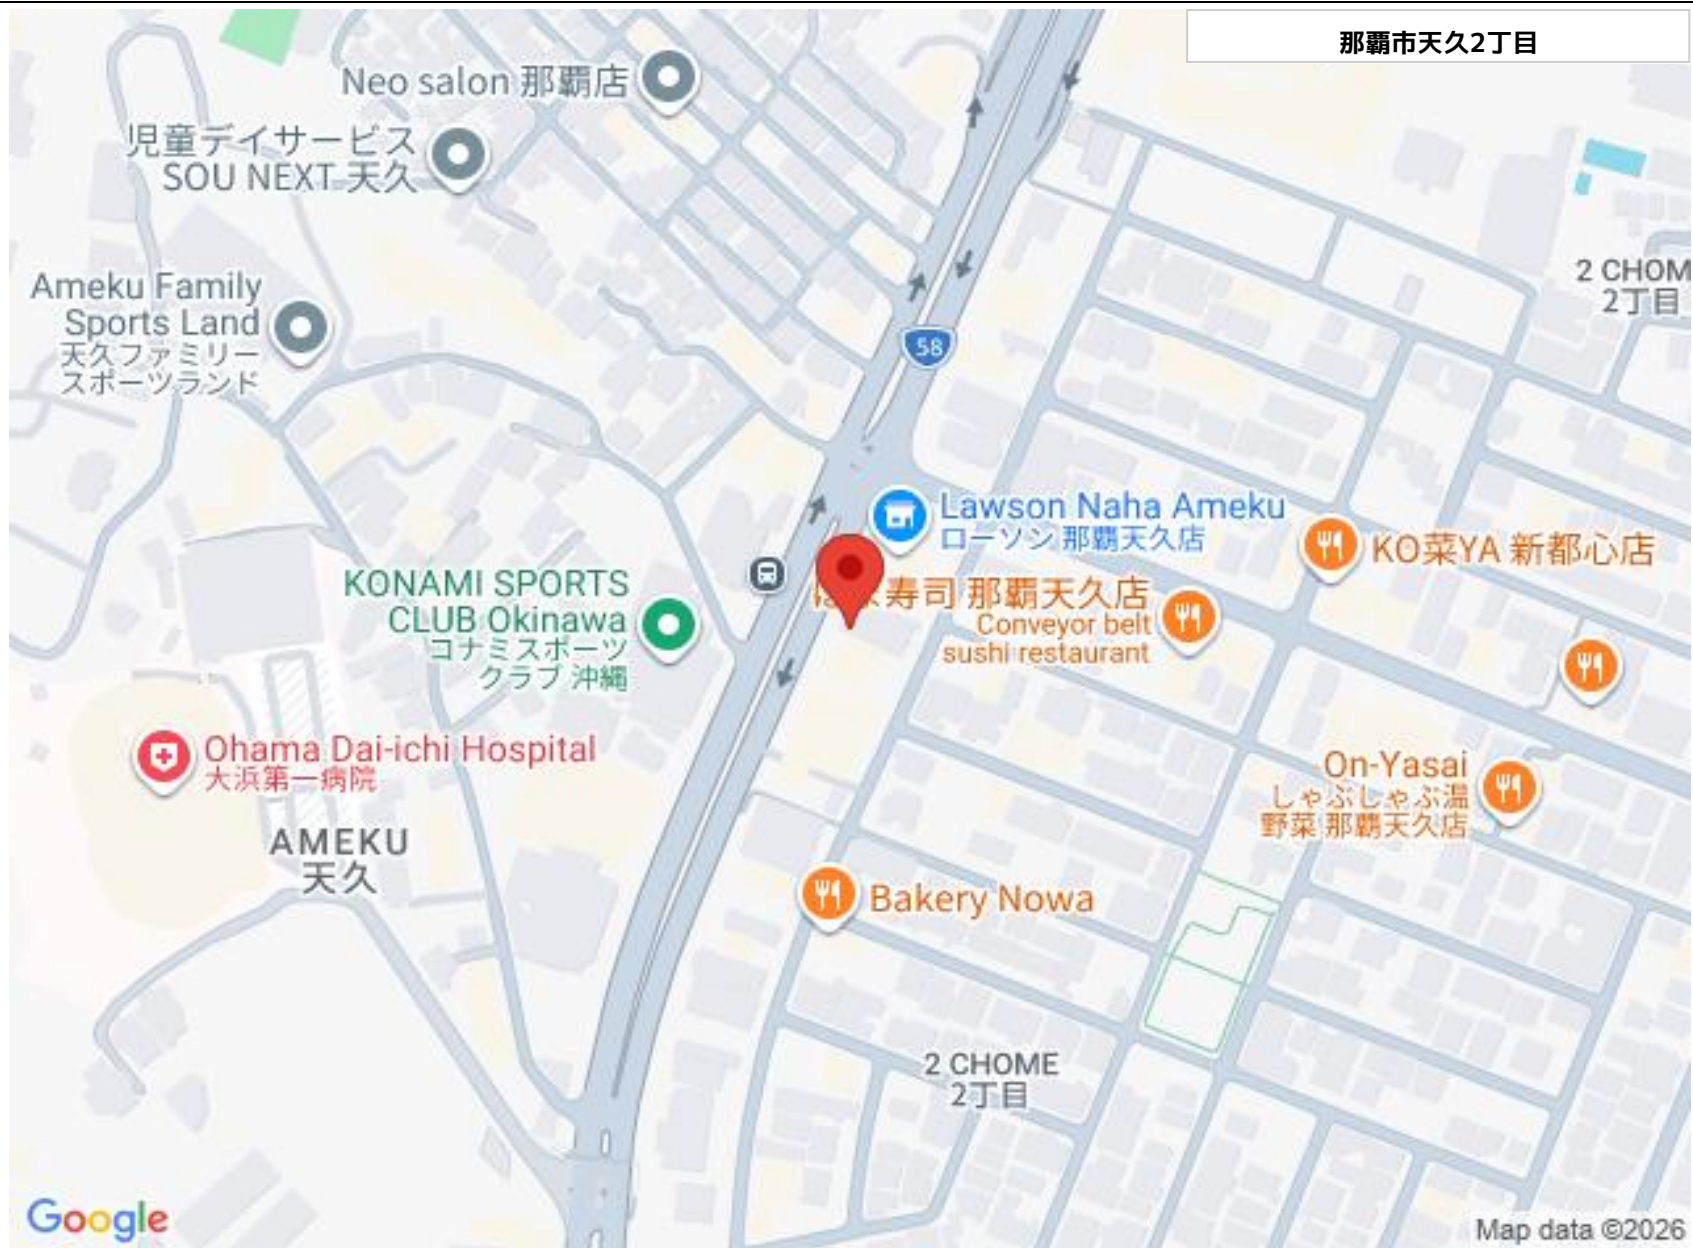 那覇市天久2丁目
Neo salon 那覇店
児童デイサービス
SOU NEXT 天久
2 CHOM
2丁目
Ameku Family
Sports Land
天久ファミリー
スポーツランド
58
Lawson Naha Ameku
ローソン 那覇天久店
KO菜YA 新都心店
KONAMI SPORTS
CLUB Okinawa
コナミスポーツ
クラブ 沖縄
寿司 那覇天久店
Conveyor belt
sushi restaurant
Ohama Dai-ichi Hospital
大浜第一病院
On-Yasai
しゃぶしゃぶ温
野菜 那覇天久店
AMEKU
天久
Bakery Nowa
2 CHOME
2丁目
Google
Map data ©2026